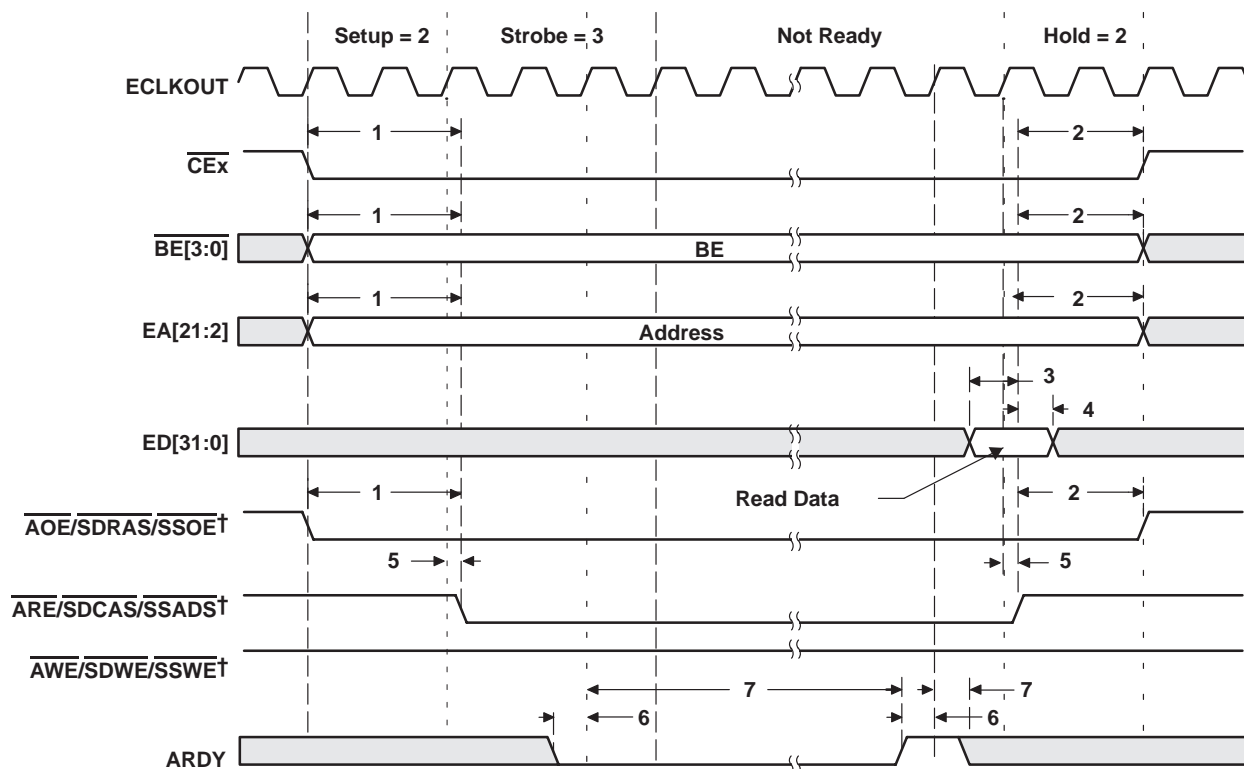 Setup = 2 Strobe = 3 Not Ready Hold = 2
ECLKOUT
1 2
CEx
1 2
BE[3:0] BE
1 2
EA[21:2] Address
3
4
ED[31:0]
Read Data
1 2
AOE/SDRAS/SSOE†
5 5
ARE/SDCAS/SSADS†
AWE/SDWE/SSWE†
7 7
6 6
ARDY